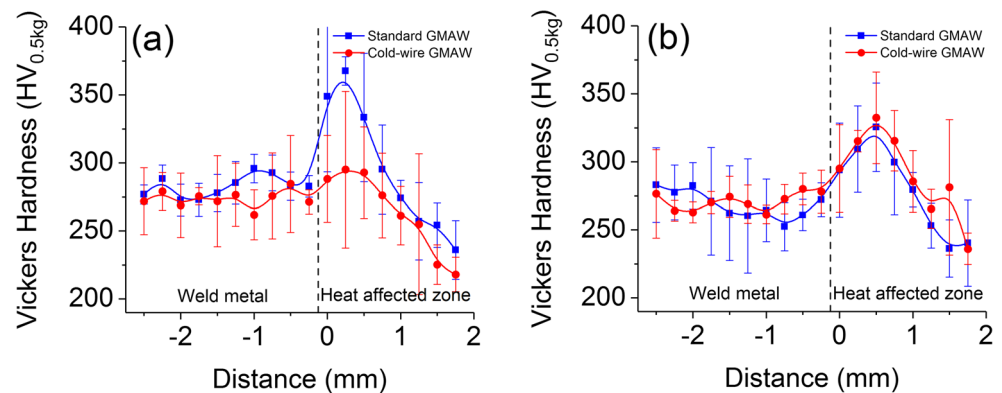 (a)
Standard GMAW
Cold-wire GMAW
400
350
300
250
200
Vickers Hardness (HV0.5kg)
Weld metal
Heat affected zone
-2
-1
0
1
2
Distance (mm)
(b)
Standard GMAW
Cold-wire GMAW
400
350
300
250
200
Vickers Hardness (HV0.5kg)
Weld metal
Heat affected zone
-2
-1
0
1
2
Distance (mm)